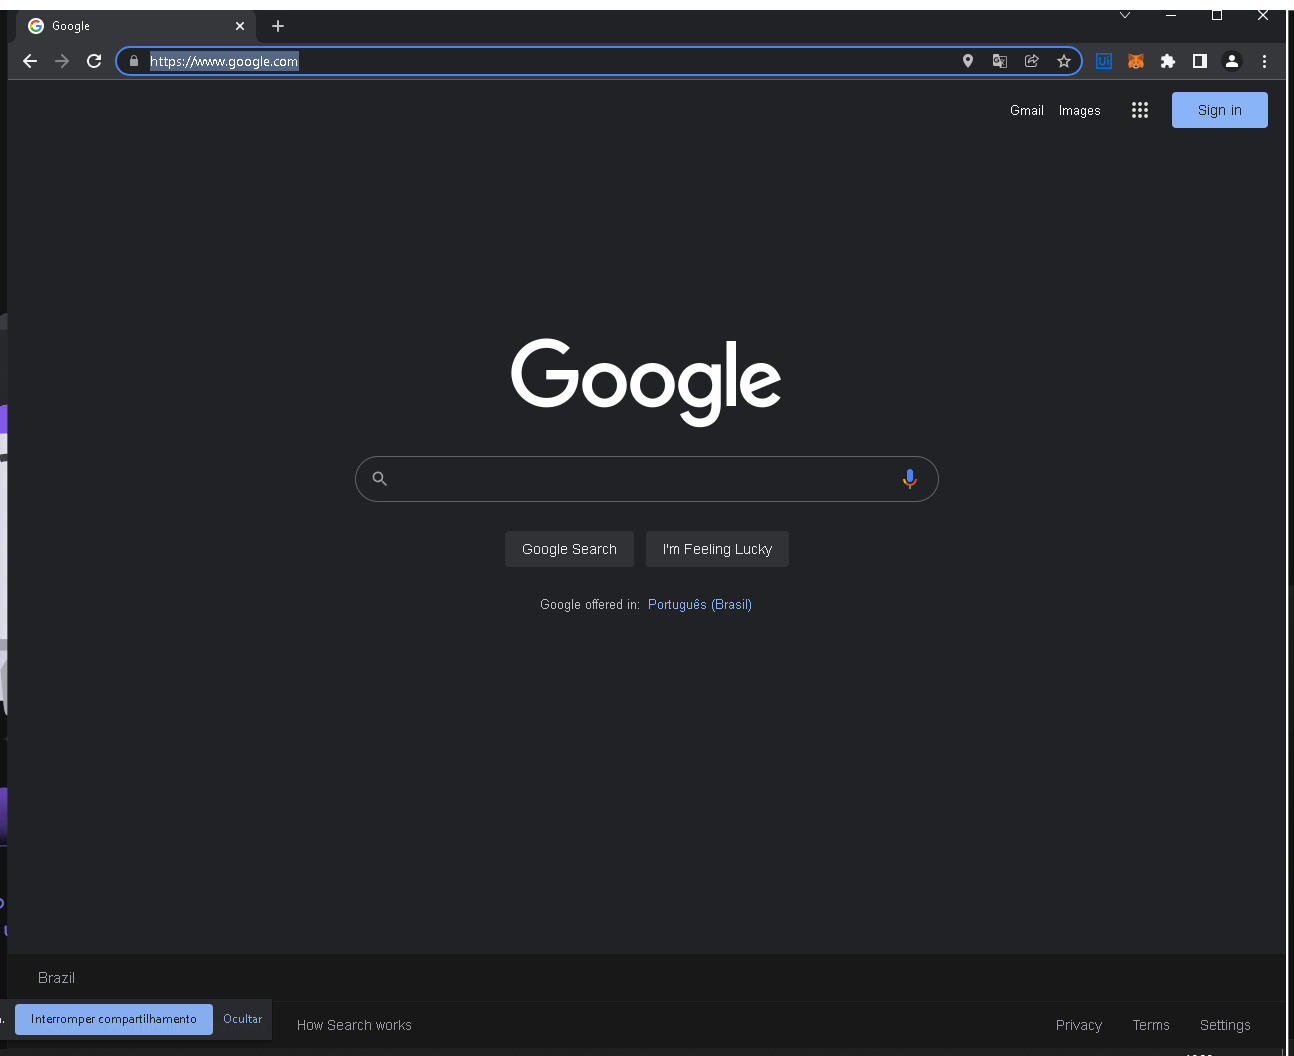 Google
https://www.google.com
Ui
Gmail Images Sign in
Google
Google Search I'm Feeling Lucky
Google offered in: Português (Brasil)
Brazil
Interromper compartilhamento Ocultar
How Search works Privacy Terms Settings